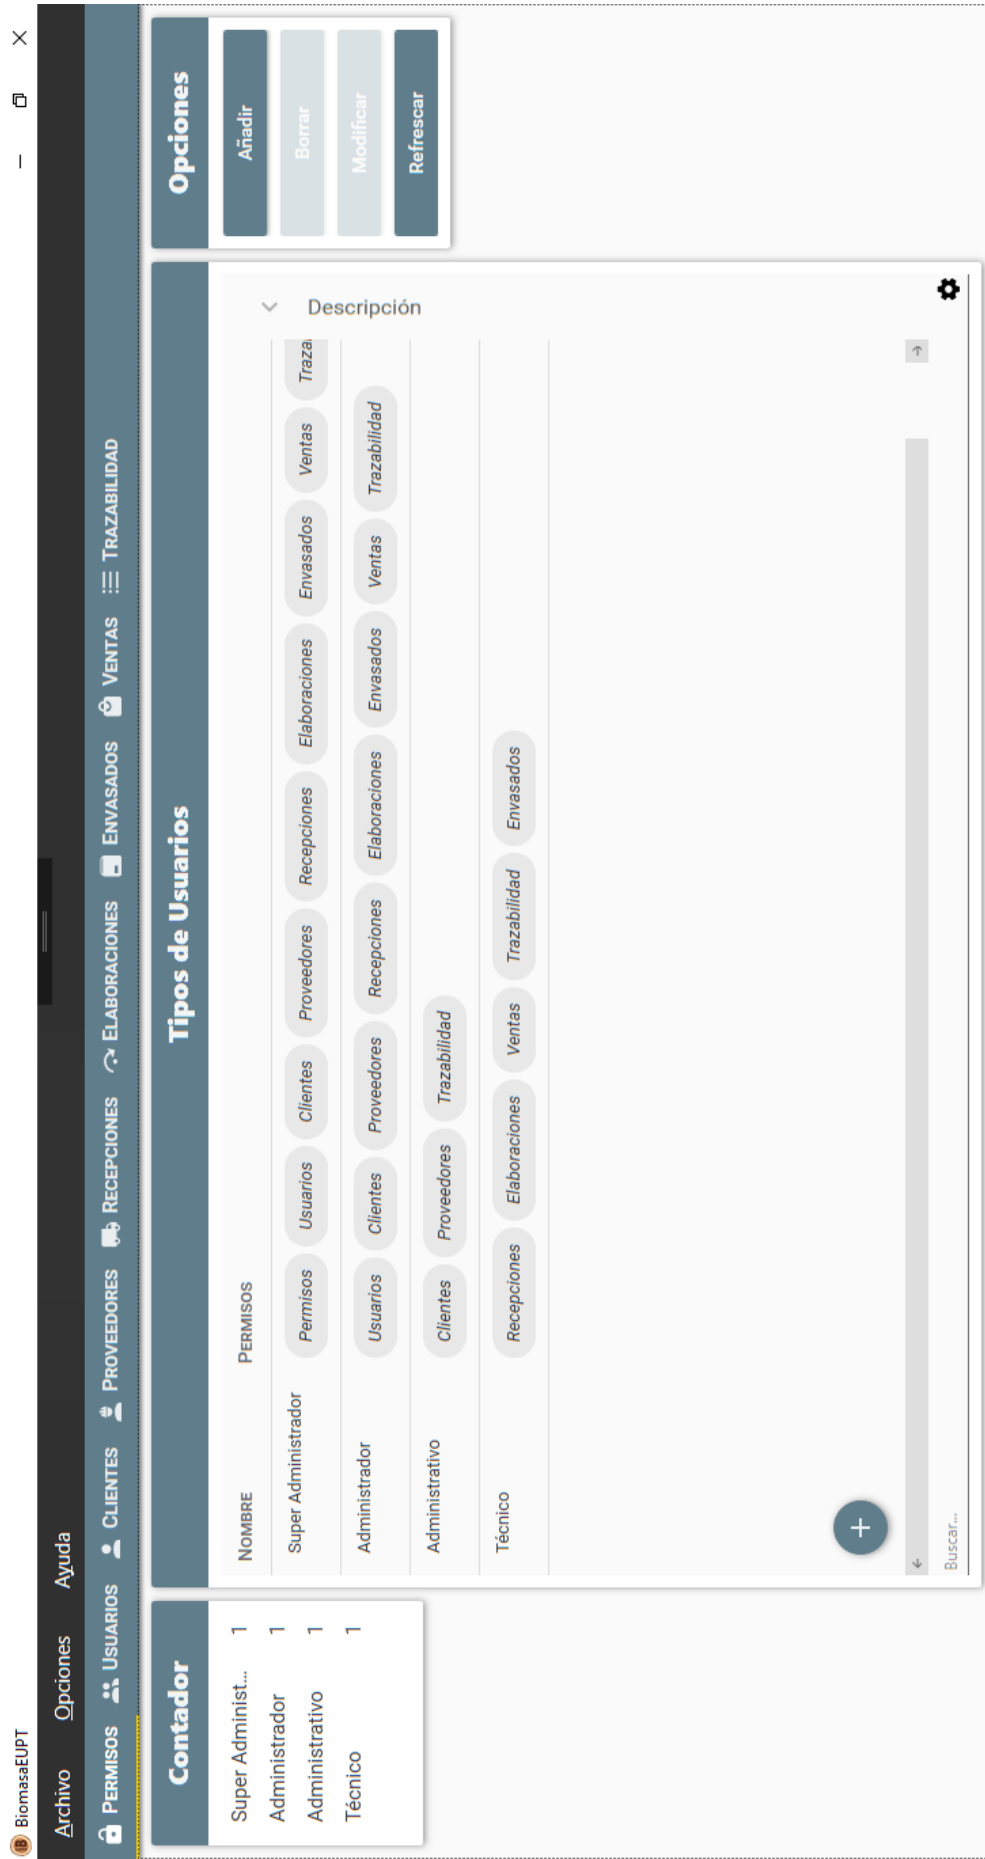 BiomasaEUPT
Archivo Opciones Ayuda
PERMISOS USUARIOS CLIENTES PROVEEDORES RECEPCIONES ELABORACIONES ENVASADOS VENTAS TRAZABILIDAD
Contador
Super Administ... 1
Administrador 1
Administrativo 1
Técnico 1
Tipos de Usuarios
NOMBRE PERMISOS
Super Administrador Permisos Usuarios Clientes Proveedores Recepciones Elaboraciones Envasados Ventas Trazal
Administrador Usuarios Clientes Proveedores Recepciones Elaboraciones Envasados Ventas Trazabilidad
Administrativo Clientes Proveedores Trazabilidad
Técnico Recepciones Elaboraciones Ventas Trazabilidad Envasados
Descripción
Buscar...
Opciones
Añadir
Borrar
Modificar
Refrescar